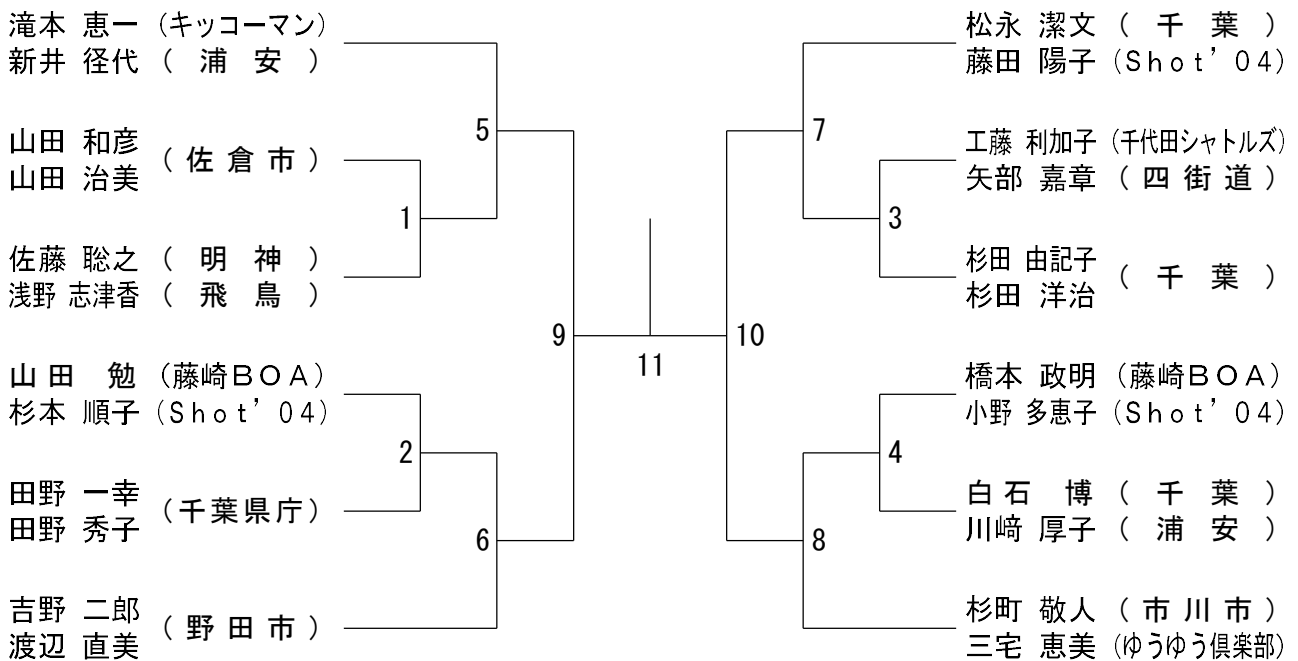 滝本 恵一 (キッコーマン)
新井 径代 ( 浦 安 )
5
山田 和彦
山田 治美
( 佐 倉 市 )
1
佐藤 聡之 ( 明 神 )
浅野 志津香 ( 飛 鳥 )
9
山 田 勉 (藤崎ＢＯＡ)
杉本 順子 (Ｓｈｏｔ’０４)
2
田野 一幸
田野 秀子
(千葉県庁)
6
吉野 二郎
渡辺 直美
( 野 田 市 )
11
松永 潔文 ( 千 葉 )
藤田 陽子 (Ｓｈｏｔ’０４)
7
工藤 利加子 (千代田シャトルズ)
矢部 嘉章 ( 四 街 道 )
3
杉田 由記子
杉田 洋治
( 千 葉 )
10
橋本 政明 (藤崎ＢＯＡ)
小野 多恵子 (Ｓｈｏｔ’０４)
4
白 石 博 ( 千 葉 )
川﨑 厚子 ( 浦 安 )
8
杉町 敬人 ( 市 川 市 )
三宅 恵美 (ゆうゆう倶楽部)